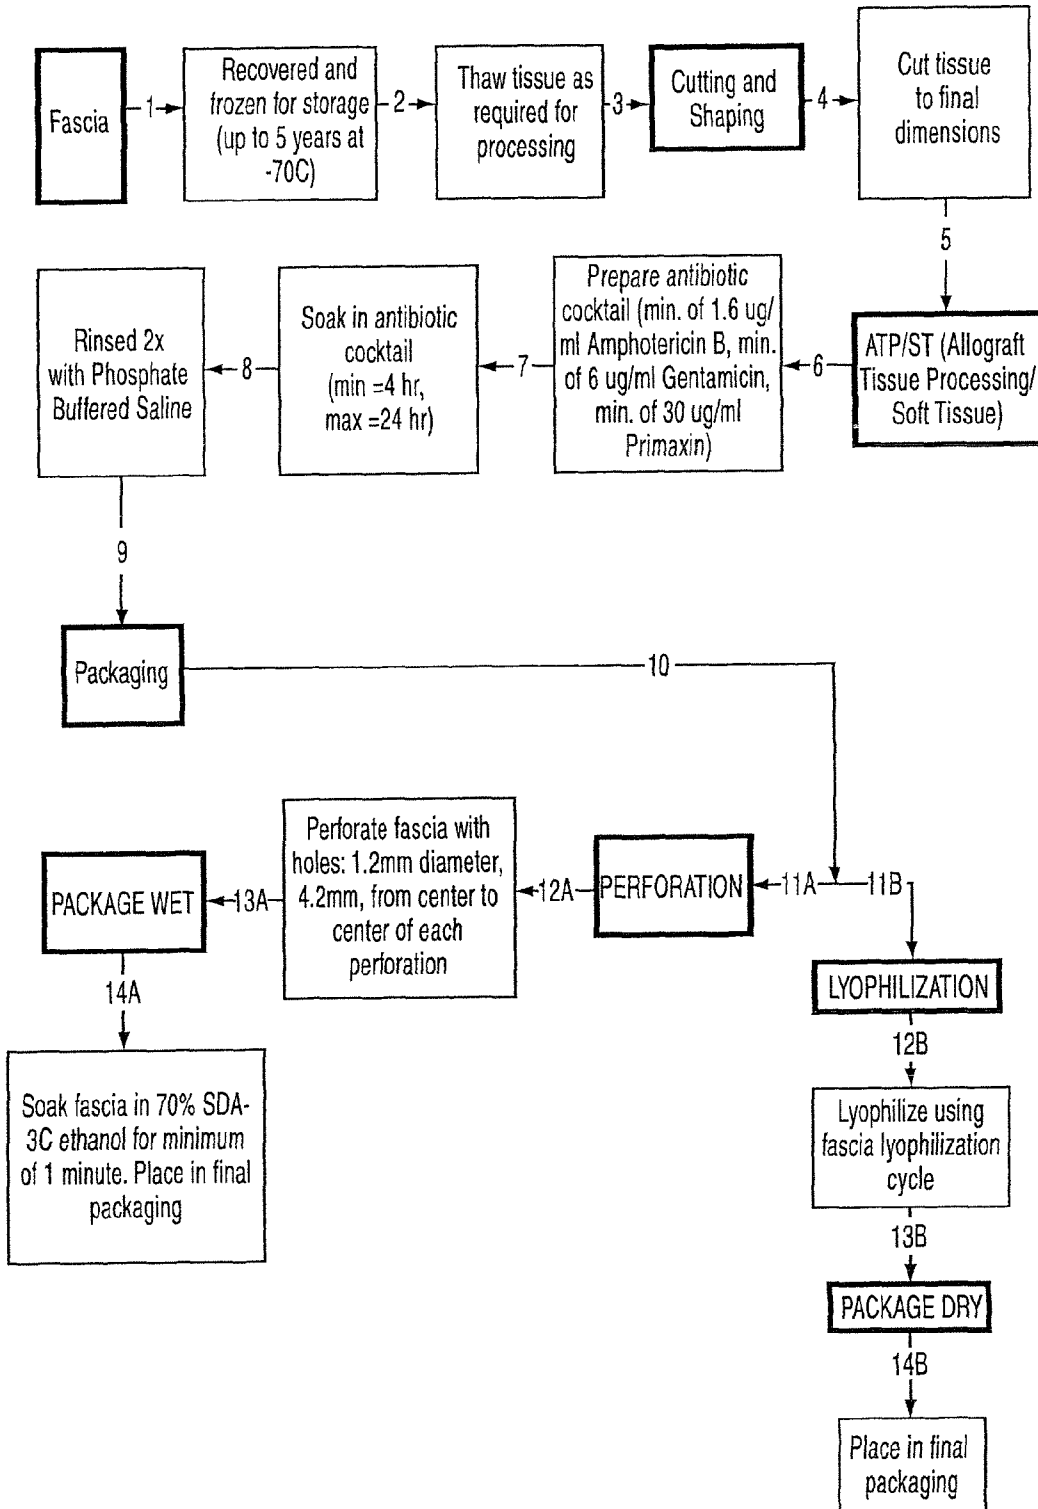 Fascia
1
Recovered and
frozen for storage
(up to 5 years at
-70C)
2
Thaw tissue as
required for
processing
3
Cutting and
Shaping
4
Cut tissue
to final
dimensions
5
ATP/ST (Allograft
Tissue Processing/
Soft Tissue)
6
Prepare antibiotic
cocktail (min. of 1.6 ug/
ml Amphotericin B, min.
of 6 ug/ml Gentamicin,
min. of 30 ug/ml
Primaxin)
7
Soak in antibiotic
cocktail
(min =4 hr,
max =24 hr)
8
Rinsed 2x
with Phosphate
Buffered Saline
9
Packaging
10
11A
PERFORATION
12A
Perforate fascia with
holes: 1.2mm diameter,
4.2mm, from center to
center of each
perforation
13A
PACKAGE WET
14A
Soak fascia in 70% SDA-
3C ethanol for minimum
of 1 minute. Place in final
packaging
11B
LYOPHILIZATION
12B
Lyophilize using
fascia lyophilization
cycle
13B
PACKAGE DRY
14B
Place in final
packaging